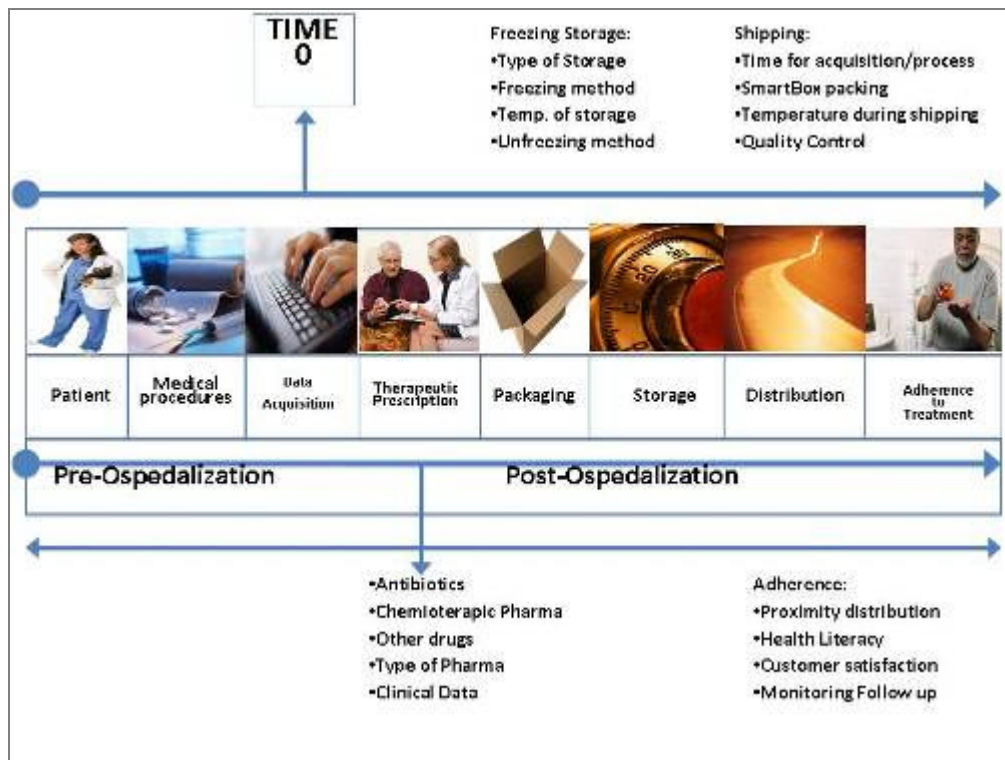 TIME
0
Freezing Storage:
•Type of Storage
•Freezing method
•Temp. of storage
•Unfreezing method
Shipping:
•Time for acquisition/process
•SmartBox packing
•Temperature during shipping
•Quality Control
Patient
Medical
procedures
Data
Acquisition
Therapeutic
Prescription
Packaging
Storage
Distribution
Adherence
to
Treatment
Pre-Ospedalization
Post-Ospedalization
•Antibiotics
•Chemioterapic Pharma
•Other drugs
•Type of Pharma
•Clinical Data
Adherence:
•Proximity distribution
•Health Literacy
•Customer satisfaction
•Monitoring Follow up